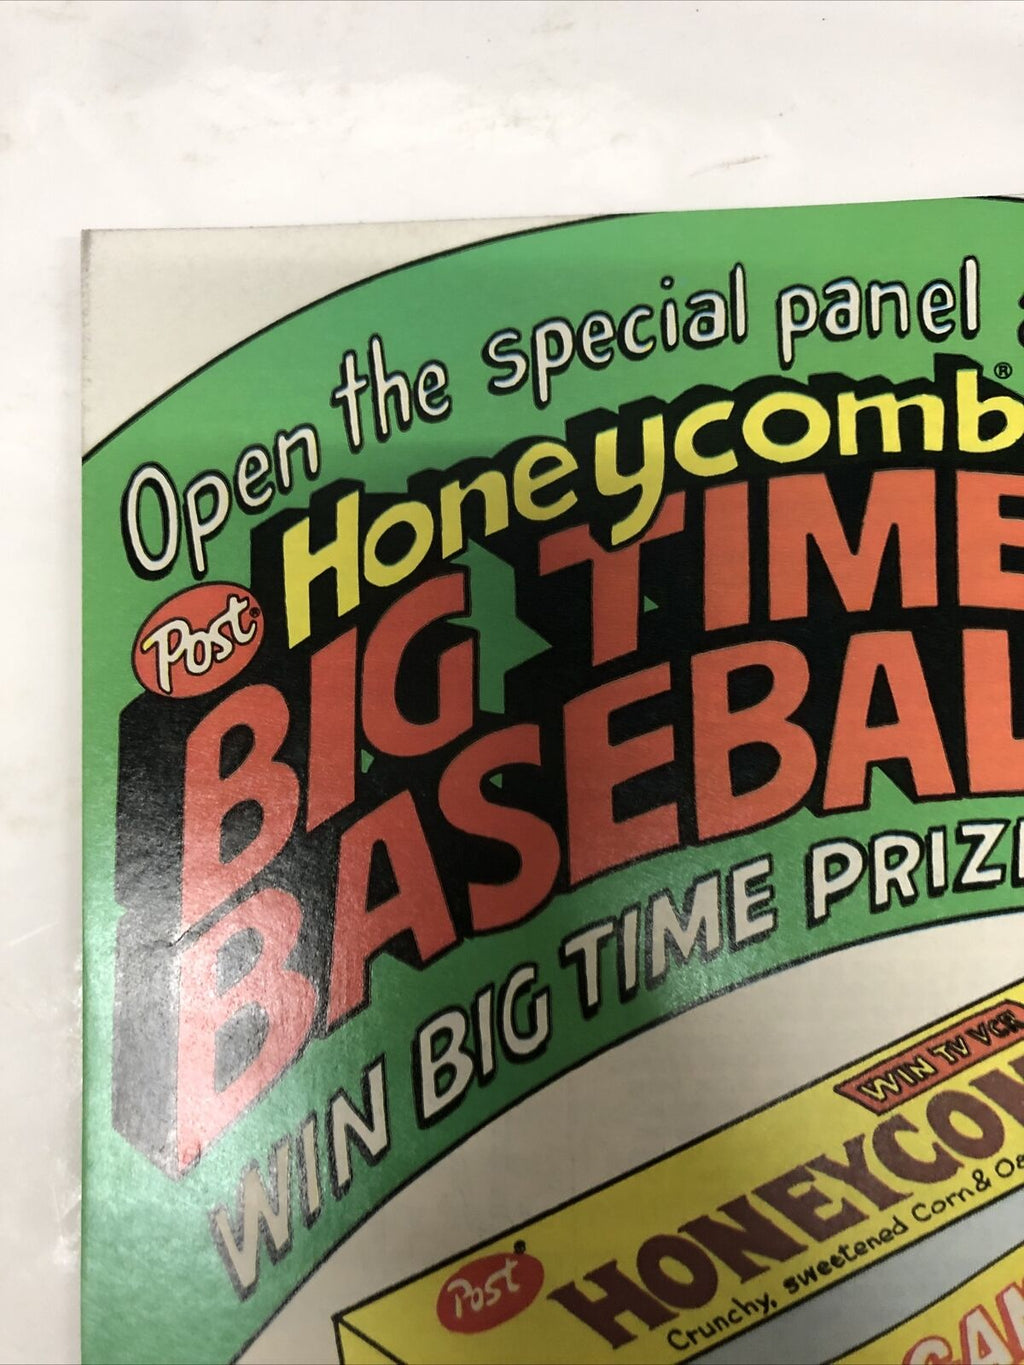 Open the special panel
Post®
Honeycomb®
BIG TIME
BASEBAL
WIN BIG TIME PRIZ
WIN TV VCR
Post®
HONEYCO
Crunchy, sweetened Corn & Oa